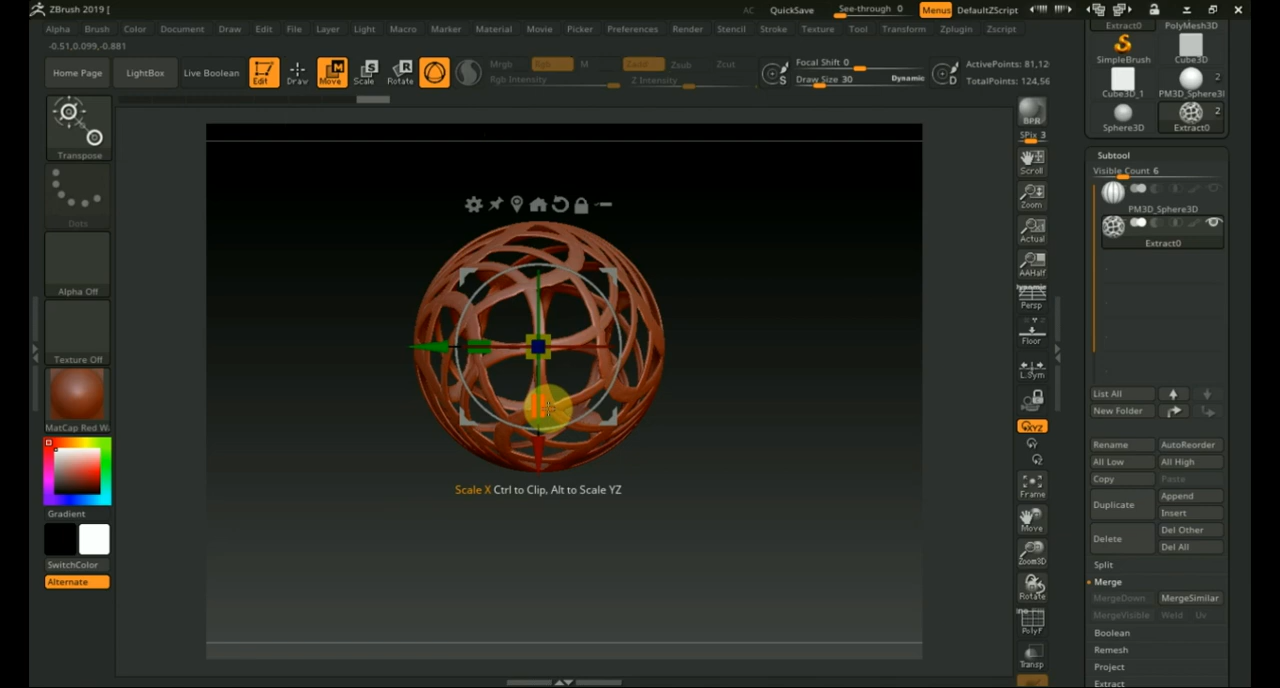 ZBrush 2019 [
AC QuickSave See-through 0 Menus DefaultZScript
Alpha Brush Color Document Draw Edit File Layer Light Macro Marker Material Movie Picker Preferences Render Stencil Stroke Texture Tool Transform Zplugin Zscript
-0.51,0.099,-0.881
Home Page LightBox Live Boolean Edit Draw Move Scale Rotate
Mrgb Rgb M Zadd Zsub Zcut
Rgb Intensity Z Intensity
Focal Shift 0
Draw Size 30 Dynamic
S D
ActivePoints: 81,12
TotalPoints: 124,56
Transpose
Dots
Alpha Off
Texture Off
MatCap Red W
Gradient
SwitchColor
Alternate
Scale X Ctrl to Clip, Alt to Scale YZ
BPR
SPix 3
Scroll
Zoom
Actual
AAHalf
Dynamic
Persp
Floor
L.Sym
XYZ
Frame
Move
Zoom3D
Rotate
PolyF
Transp
Extract0 PolyMesh3D
SimpleBrush Cube3D
2
Cube3D_1 PM3D_Sphere3
2
Sphere3D Extract0
Subtool
Visible Count 6
PM3D_Sphere3D
Extract0
List All
New Folder
Rename AutoReorder
All Low All High
Copy Paste
Duplicate Append
Insert
Delete Del Other
Del All
Split
Merge
MergeDown MergeSimilar
MergeVisible Weld Uv
Boolean
Remesh
Project
Extract